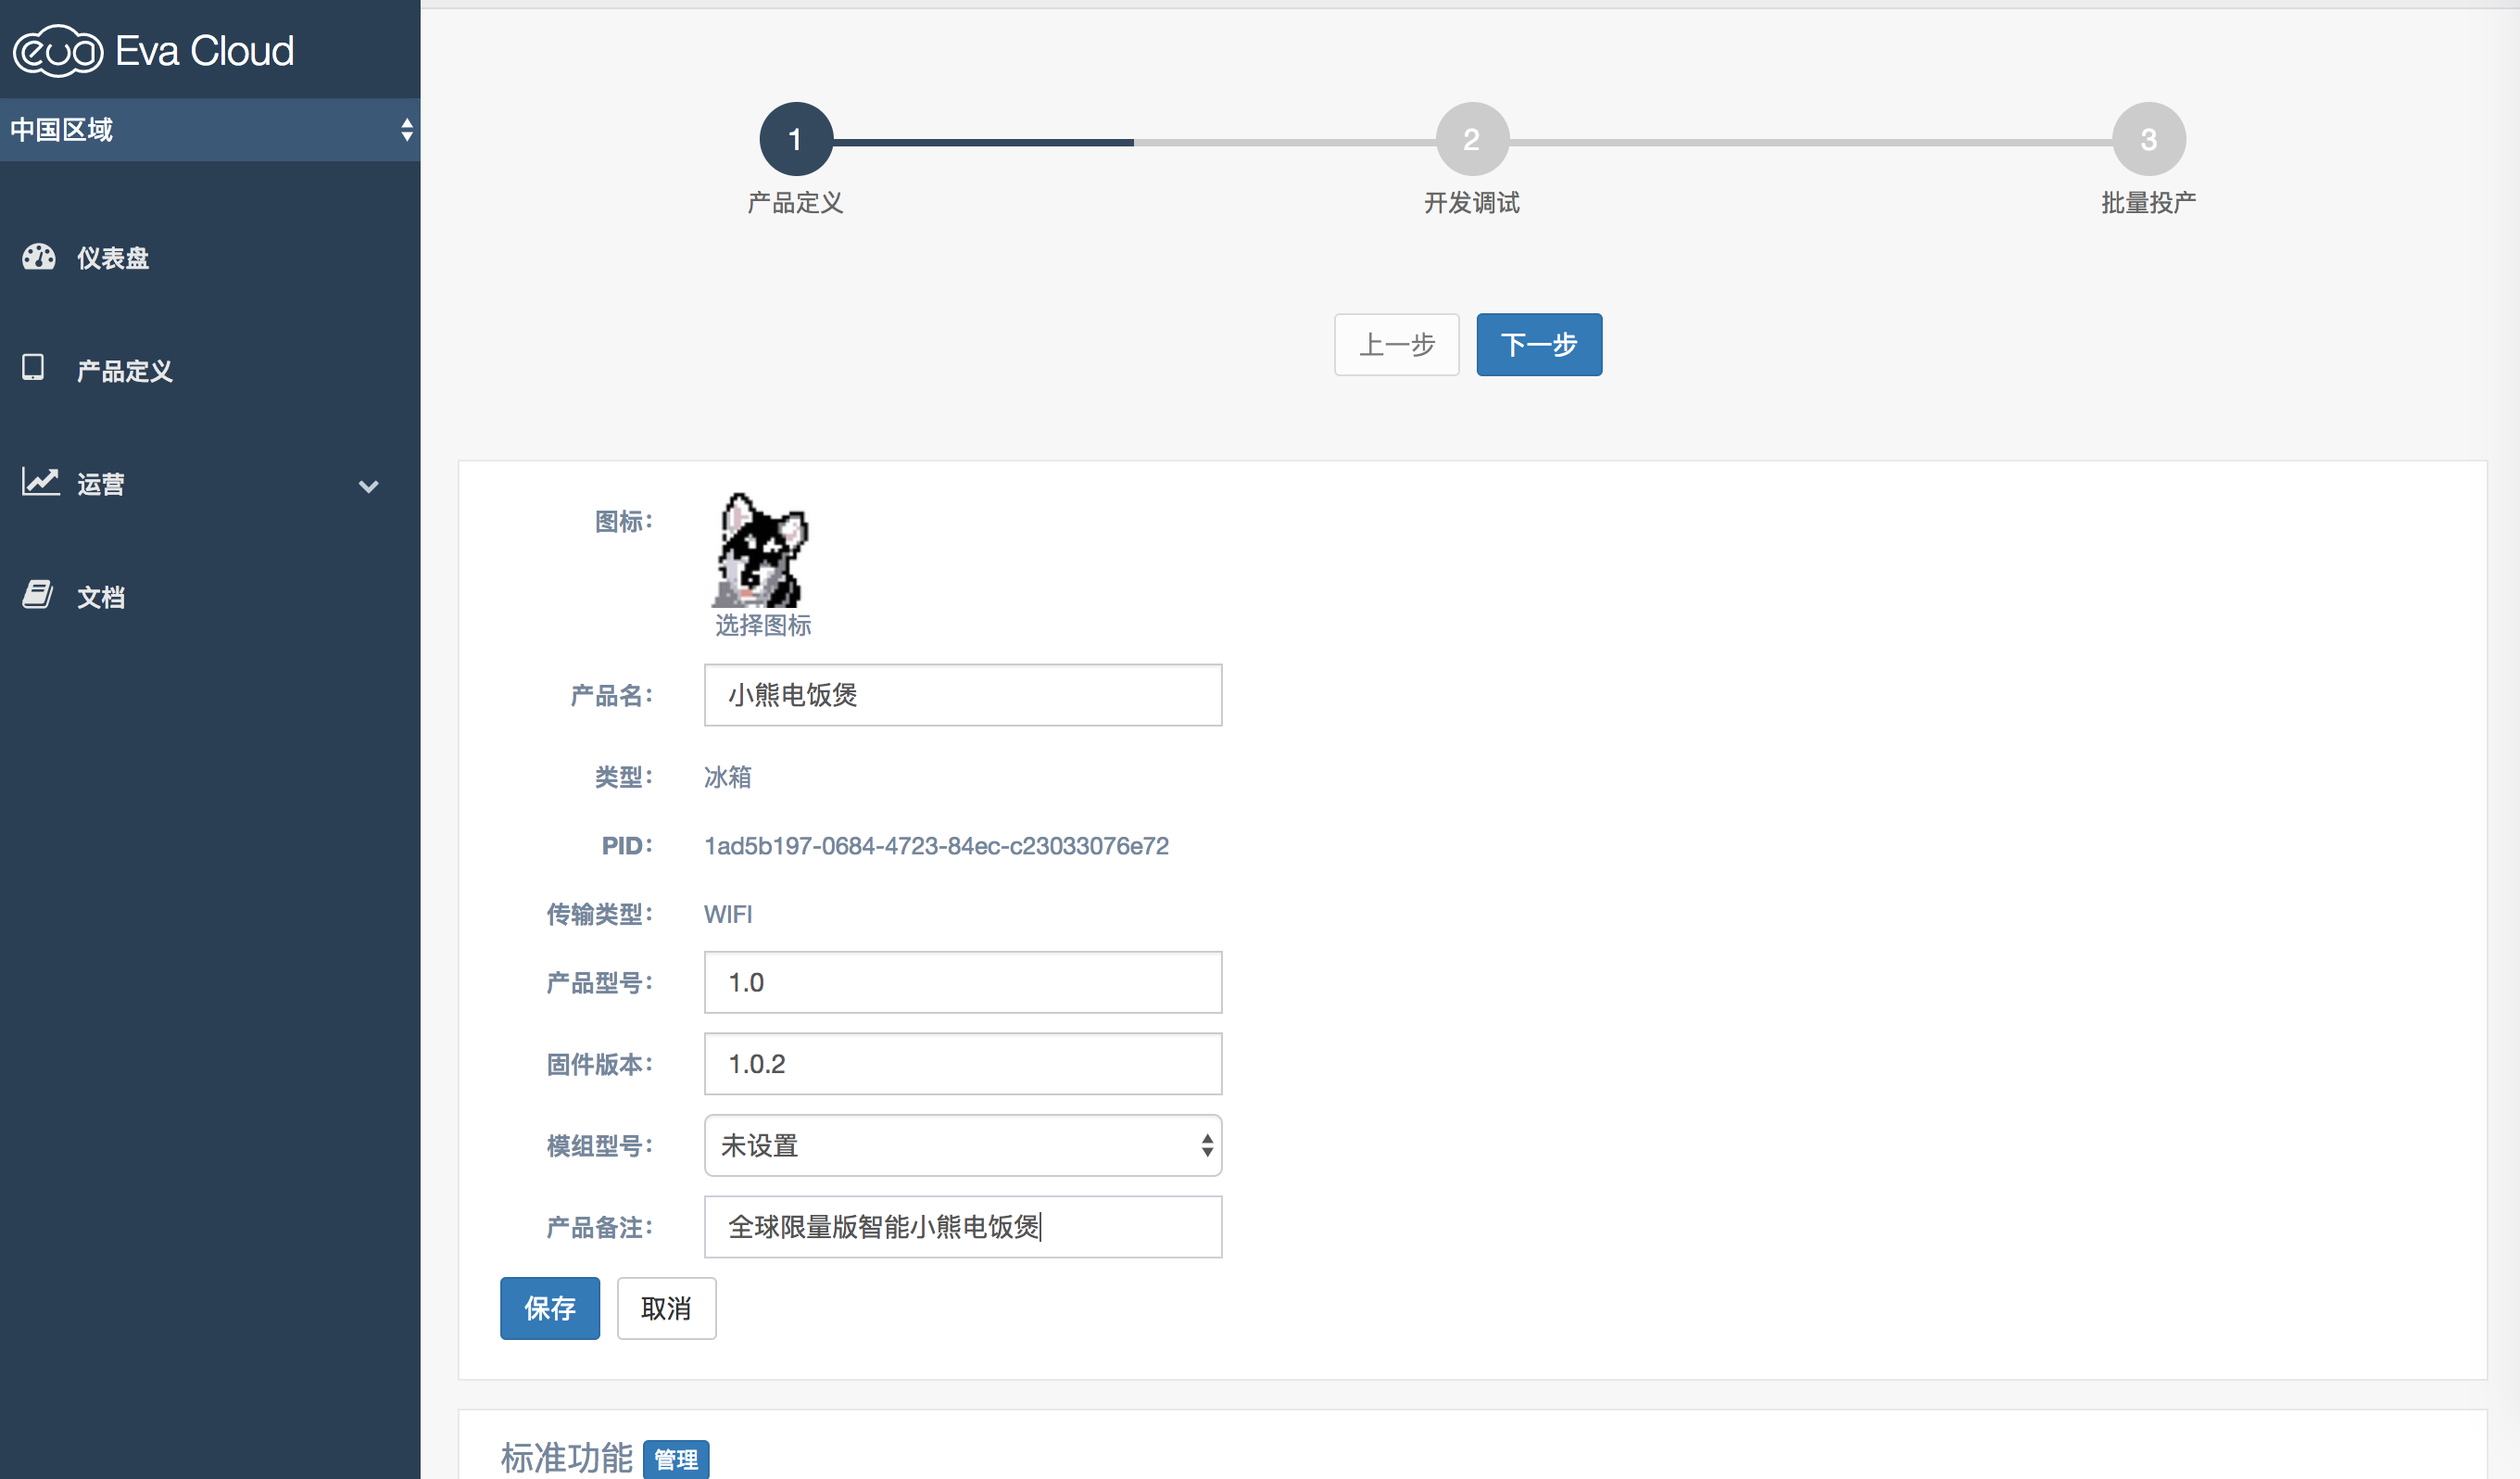 eva Eva Cloud
中国区域
仪表盘
产品定义
运营
文档
1
2
3
产品定义
开发调试
批量投产
上一步
下一步
图标：
选择图标
产品名： 小熊电饭煲
类型： 冰箱
PID： 1ad5b197-0684-4723-84ec-c23033076e72
传输类型： WIFI
产品型号： 1.0
固件版本： 1.0.2
模组型号： 未设置
产品备注： 全球限量版智能小熊电饭煲
保存
取消
标准功能 管理